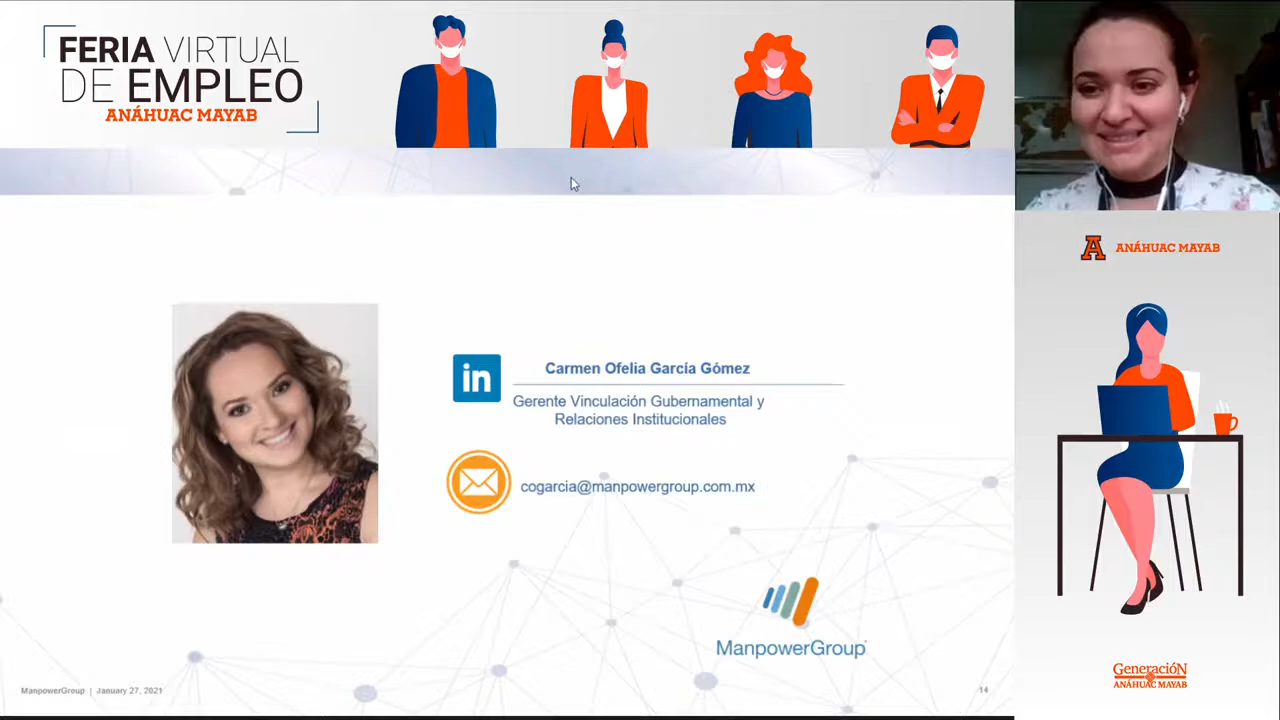 FERIA VIRTUAL
DE EMPLEO
ANÁHUAC MAYAB
A ANÁHUAC MAYAB
in
Carmen Ofelia García Gómez
Gerente Vinculación Gubernamental y
Relaciones Institucionales
cogarcia@manpowergroup.com.mx
ManpowerGroup
GeneracióN
ANÁHUAC MAYAB
ManpowerGroup | January 27, 2021
14